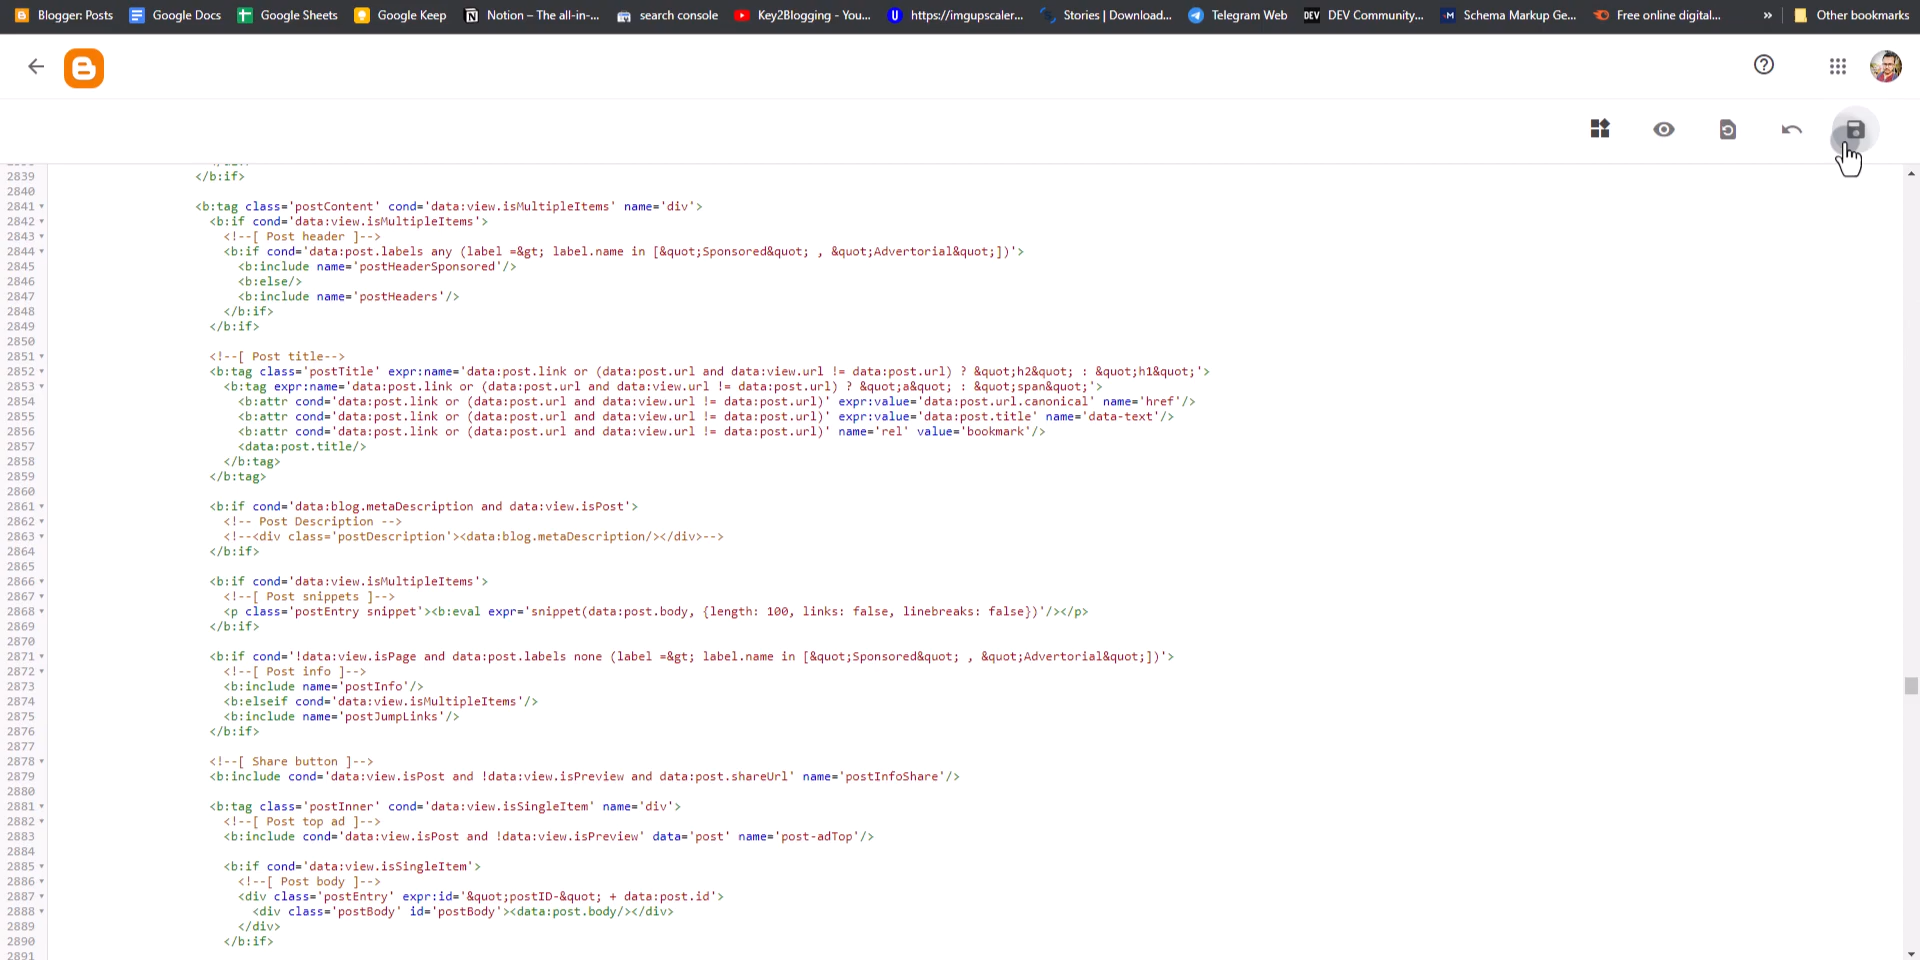 Blogger: Posts Google Docs Google Sheets Google Keep Notion – The all-in-... search console Key2Blogging - You... https://imgupscaler... Stories | Download... Telegram Web DEV Community... Schema Markup Ge... Free online digital... » Other bookmarks
2839 </b:if>
2840
2841 <b:tag class='postContent' cond='data:view.isMultipleItems' name='div'>
2842 <b:if cond='data:view.isMultipleItems'>
2843 <!--[ Post header ]-->
2844 <b:if cond='data:post.labels any (label =&gt; label.name in [&quot;Sponsored&quot; , &quot;Advertorial&quot;])'>
2845 <b:include name='postHeaderSponsored'/>
2846 <b:else/>
2847 <b:include name='postHeaders'/>
2848 </b:if>
2849 </b:if>
2850
2851 <!--[ Post title-->
2852 <b:tag class='postTitle' expr:name='data:post.link or (data:post.url and data:view.url != data:post.url) ? &quot;h2&quot; : &quot;h1&quot;'>
2853 <b:tag expr:name='data:post.link or (data:post.url and data:view.url != data:post.url) ? &quot;a&quot; : &quot;span&quot;'>
2854 <b:attr cond='data:post.link or (data:post.url and data:view.url != data:post.url)' expr:value='data:post.url.canonical' name='href'/>
2855 <b:attr cond='data:post.link or (data:post.url and data:view.url != data:post.url)' expr:value='data:post.title' name='data-text'/>
2856 <b:attr cond='data:post.link or (data:post.url and data:view.url != data:post.url)' name='rel' value='bookmark'/>
2857 <data:post.title/>
2858 </b:tag>
2859 </b:tag>
2860
2861 <b:if cond='data:blog.metaDescription and data:view.isPost'>
2862 <!-- Post Description -->
2863 <!--<div class='postDescription'><data:blog.metaDescription/></div>-->
2864 </b:if>
2865
2866 <b:if cond='data:view.isMultipleItems'>
2867 <!--[ Post snippets ]-->
2868 <p class='postEntry snippet'><b:eval expr='snippet(data:post.body, {length: 100, links: false, linebreaks: false})'/></p>
2869 </b:if>
2870
2871 <b:if cond='!data:view.isPage and data:post.labels none (label =&gt; label.name in [&quot;Sponsored&quot; , &quot;Advertorial&quot;])'>
2872 <!--[ Post info ]-->
2873 <b:include name='postInfo'/>
2874 <b:elseif cond='data:view.isMultipleItems'/>
2875 <b:include name='postJumpLinks'/>
2876 </b:if>
2877
2878 <!--[ Share button ]-->
2879 <b:include cond='data:view.isPost and !data:view.isPreview and data:post.shareUrl' name='postInfoShare'/>
2880
2881 <b:tag class='postInner' cond='data:view.isSingleItem' name='div'>
2882 <!--[ Post top ad ]-->
2883 <b:include cond='data:view.isPost and !data:view.isPreview' data='post' name='post-adTop'/>
2884
2885 <b:if cond='data:view.isSingleItem'>
2886 <!--[ Post body ]-->
2887 <div class='postEntry' expr:id='&quot;postID-&quot; + data:post.id'>
2888 <div class='postBody' id='postBody'><data:post.body/></div>
2889 </div>
2890 </b:if>
2891